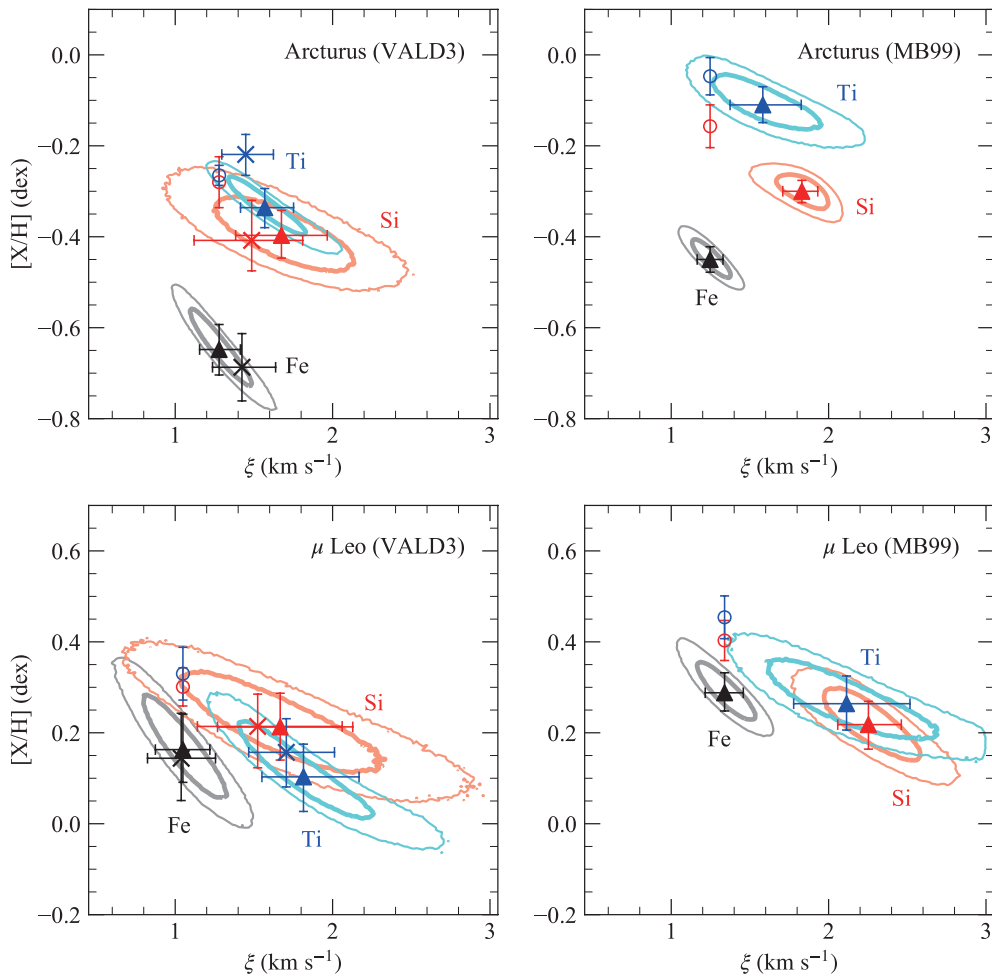 Arcturus (VALD3)
0.0
−0.2
−0.4
−0.6
−0.8
[X/H] (dex)
Ti
Si
Fe
1
2
3
ξ (km s⁻¹)
Arcturus (MB99)
0.0
−0.2
−0.4
−0.6
−0.8
Ti
Si
Fe
1
2
3
ξ (km s⁻¹)
μ Leo (VALD3)
0.6
0.4
0.2
0.0
−0.2
[X/H] (dex)
Si
Fe
Ti
1
2
3
ξ (km s⁻¹)
μ Leo (MB99)
0.6
0.4
0.2
0.0
−0.2
Ti
Fe
Si
1
2
3
ξ (km s⁻¹)